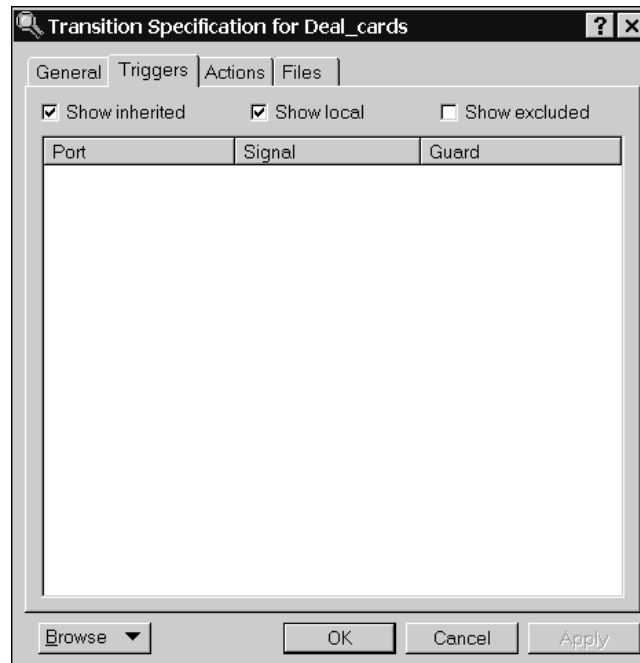 Transition Specification for Deal_cards
General Triggers Actions Files
Show inherited Show local Show excluded
Port Signal Guard
Browse OK Cancel Apply